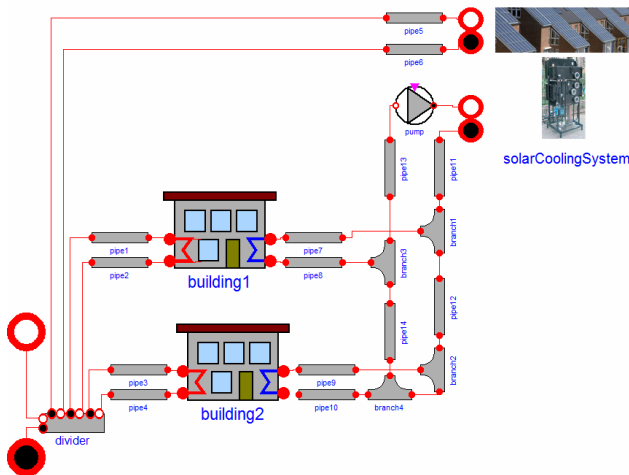 pipe5
pipe6
pump
solarCoolingSystem
pipe13
pipe11
pipe1
pipe7
branch1
pipe2
pipe8
branch3
building1
pipe12
pipe14
pipe3
pipe9
branch2
pipe4
building2
pipe10
branch4
divider